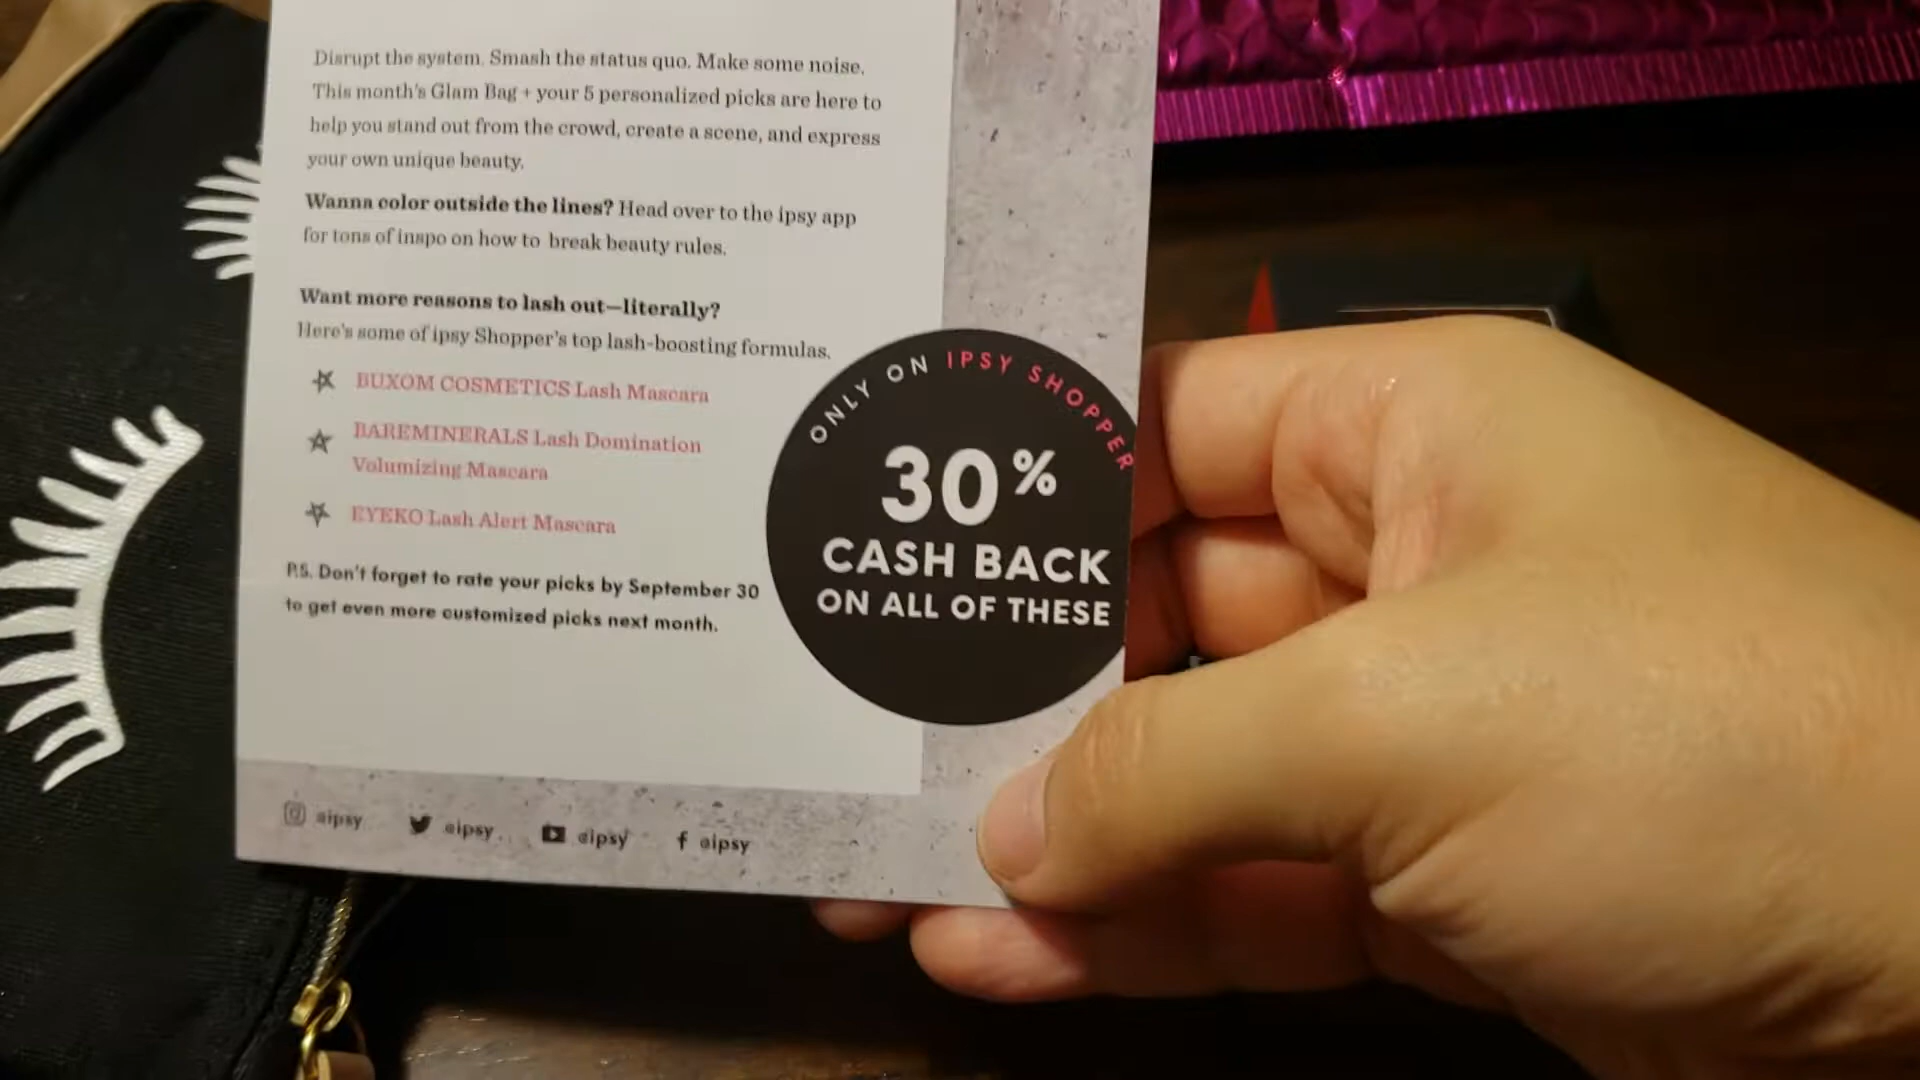 Disrupt the system. Smash the status quo. Make some noise.
This month's Glam Bag + your 5 personalized picks are here to
help you stand out from the crowd, create a scene, and express
your own unique beauty.
Wanna color outside the lines? Head over to the ipsy app
for tons of inspo on how to break beauty rules.
Want more reasons to lash out—literally?
Here's some of ipsy Shopper's top lash-boosting formulas.
BUXOM COSMETICS Lash Mascara
BAREMINERALS Lash Domination
Volumizing Mascara
EYEKO Lash Alert Mascara
P.S. Don't forget to rate your picks by September 30
to get even more customized picks next month.
ONLY ON IPSY SHOPPER
30%
CASH BACK
ON ALL OF THESE
@ipsy @ipsy @ipsy @ipsy